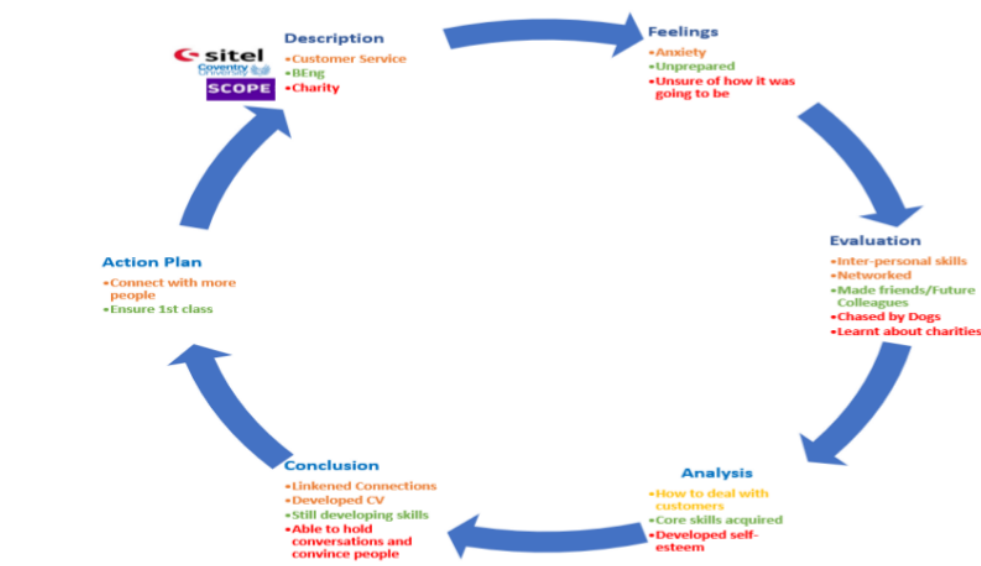 Description
sitel
Coventry
University
SCOPE
•Customer Service
•BEng
•Charity
Feelings
•Anxiety
•Unprepared
•Unsure of how it was
going to be
Evaluation
•Inter-personal skills
•Networked
•Made friends/Future
Colleagues
•Chased by Dogs
•Learnt about charities
Analysis
•How to deal with
customers
•Core skills acquired
•Developed self-
esteem
Conclusion
•Linkened Connections
•Developed CV
•Still developing skills
•Able to hold
conversations and
convince people
Action Plan
•Connect with more
people
•Ensure 1st class